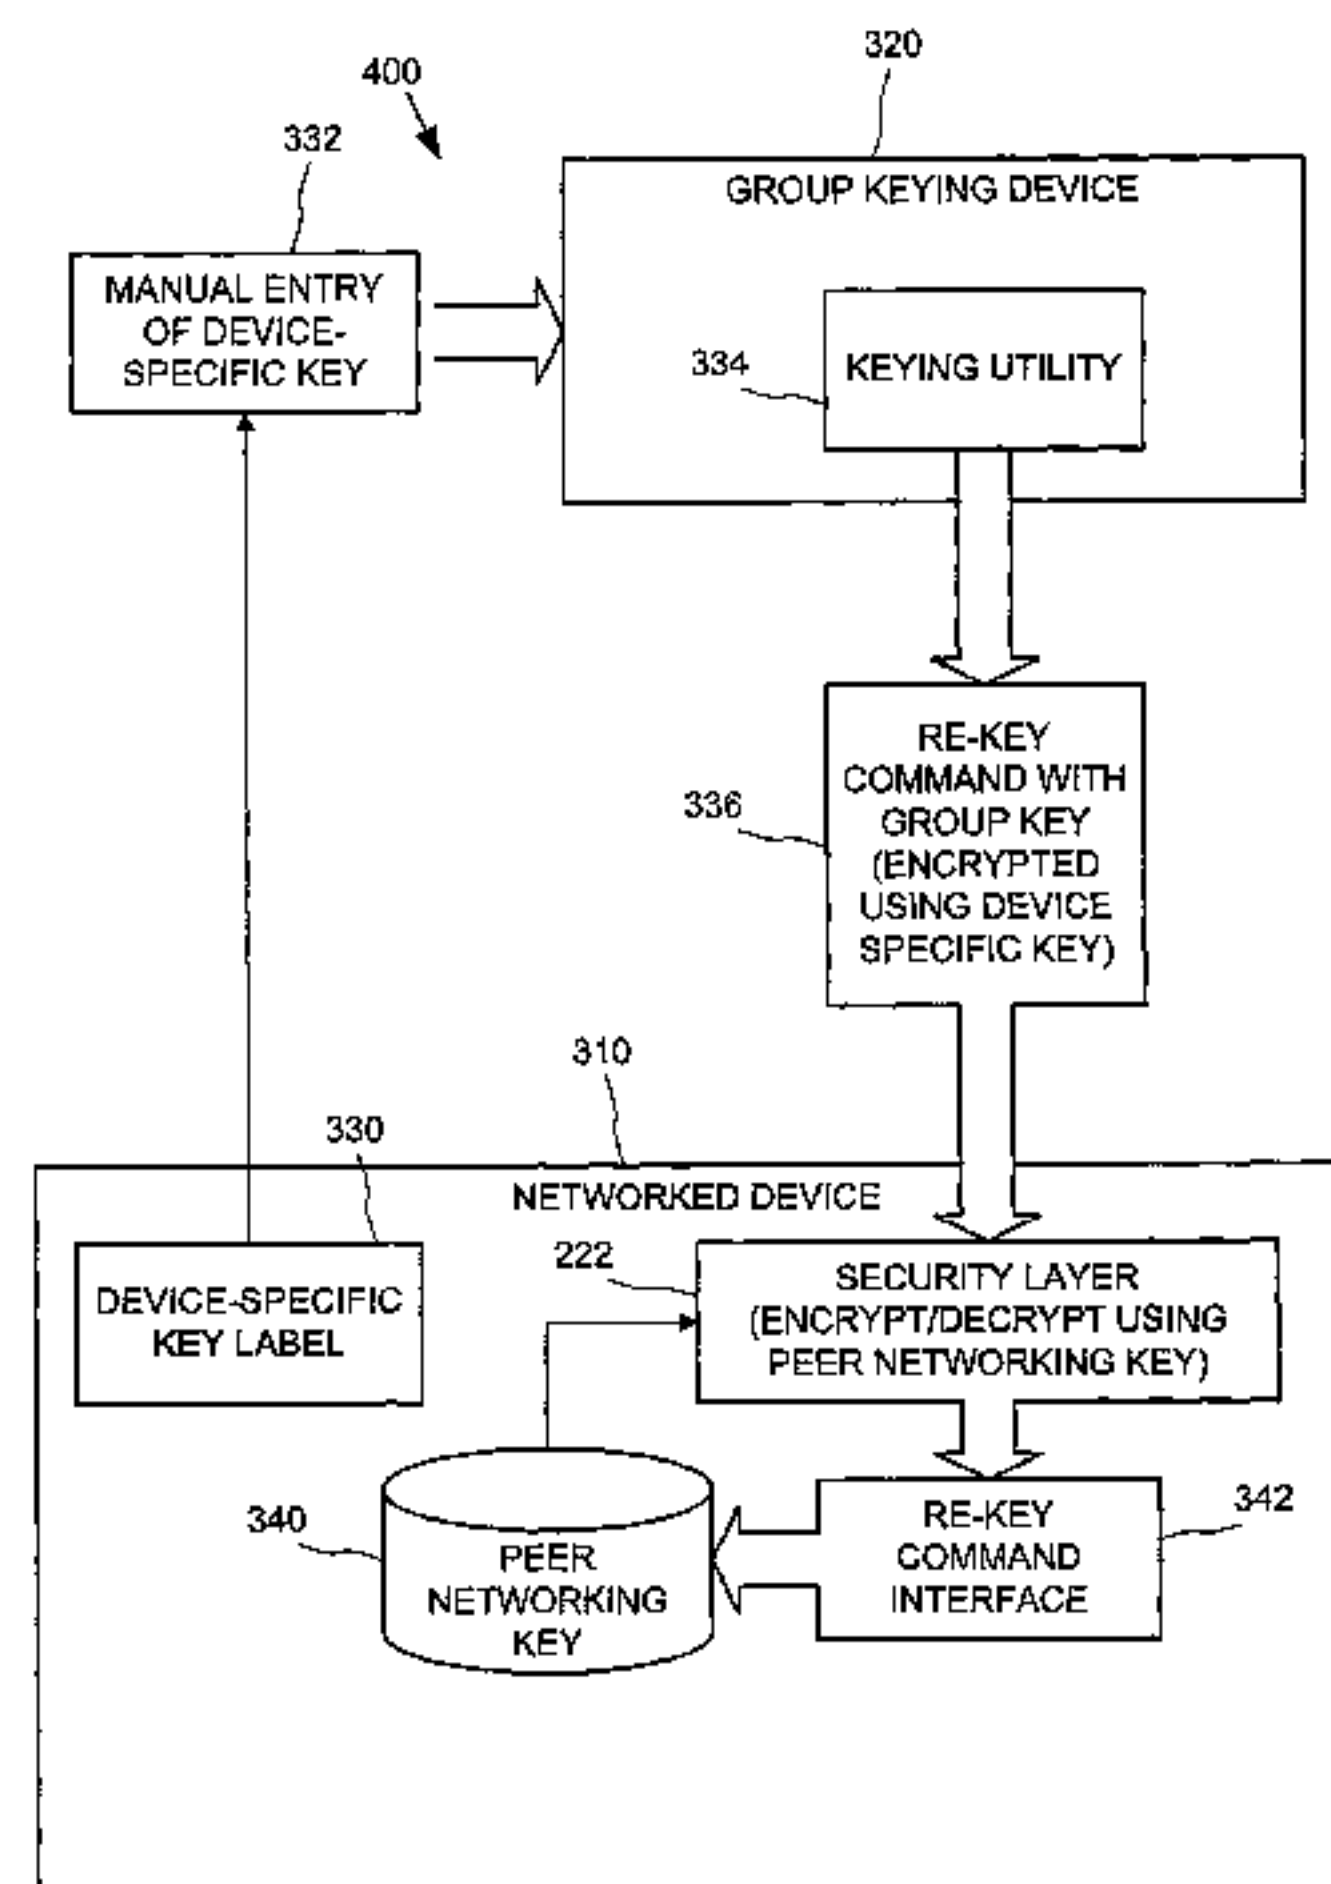 400
320
332
GROUP KEYING DEVICE
MANUAL ENTRY
OF DEVICE-
SPECIFIC KEY
334
KEYING UTILITY
336
RE-KEY
COMMAND WITH
GROUP KEY
(ENCRYPTED
USING DEVICE
SPECIFIC KEY)
310
330
NETWORKED DEVICE
222
DEVICE-SPECIFIC
KEY LABEL
SECURITY LAYER
(ENCRYPT/DECRYPT USING
PEER NETWORKING KEY)
340
PEER
NETWORKING
KEY
RE-KEY
COMMAND
INTERFACE
342